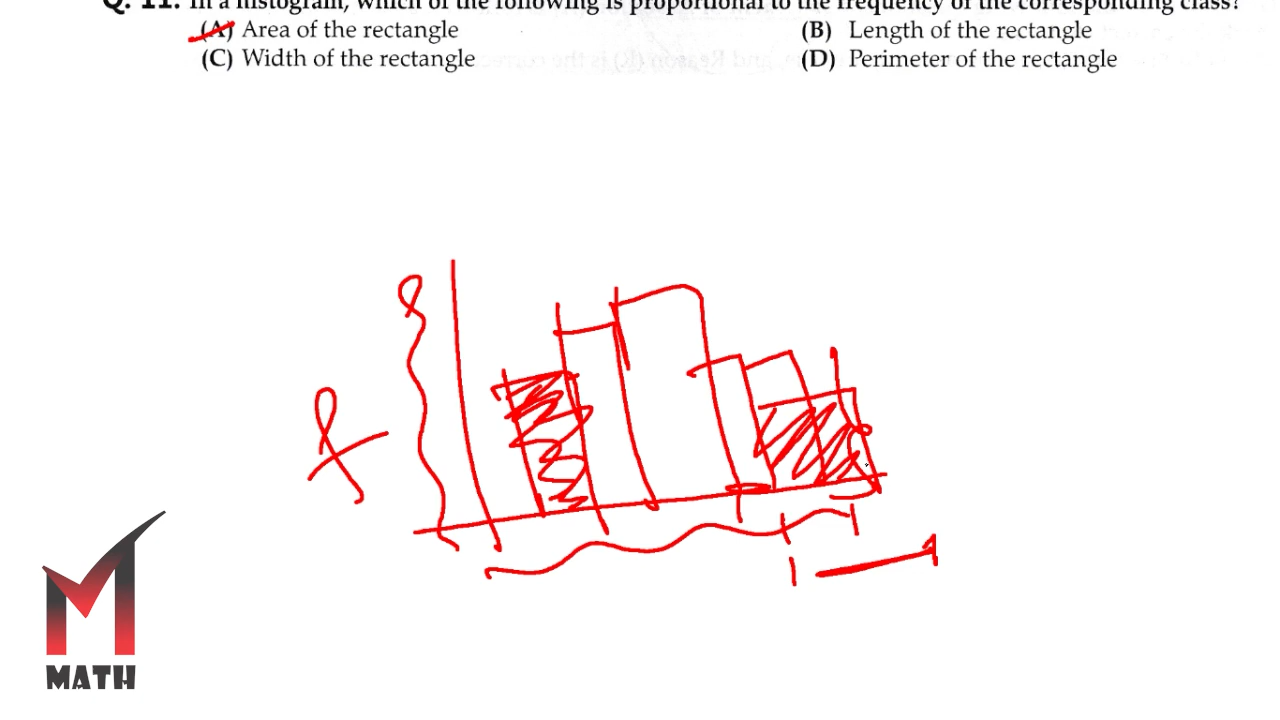 Q. 11. In a histogram, which of the following is proportional to the frequency of the corresponding class?
(A) Area of the rectangle (B) Length of the rectangle
(C) Width of the rectangle (D) Perimeter of the rectangle
f
MATH